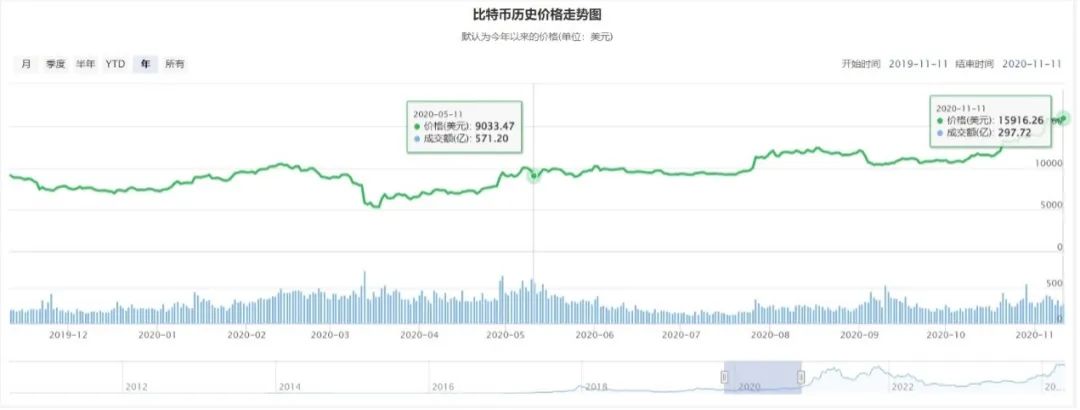 比特币历史价格走势图
默认为今年以来的价格(单位：美元)
月 季度 半年 YTD 年 所有
开始时间 2019-11-11 结束时间 2020-11-11
2020-05-11
价格(美元): 9033.47
成交额(亿): 571.20
2020-11-11
价格(美元): 15916.26
成交额(亿): 297.72
10000
5000
0
500
0
2019-12 2020-01 2020-02 2020-03 2020-04 2020-05 2020-06 2020-07 2020-08 2020-09 2020-10 2020-11
2012 2014 2016 2018 2020 2022 20...